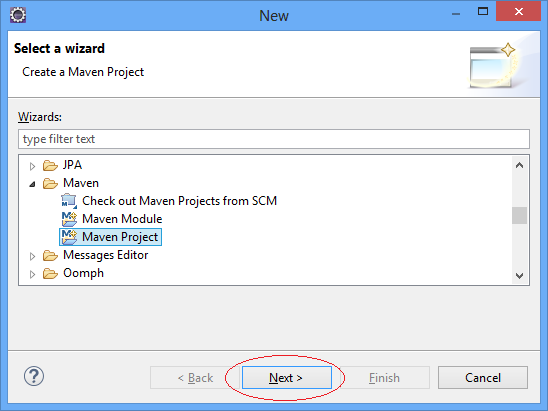 New
Select a wizard
Create a Maven Project
Wizards:
type filter text
JPA
Maven
Check out Maven Projects from SCM
Maven Module
Maven Project
Messages Editor
Oomph
? < Back Next > Finish Cancel